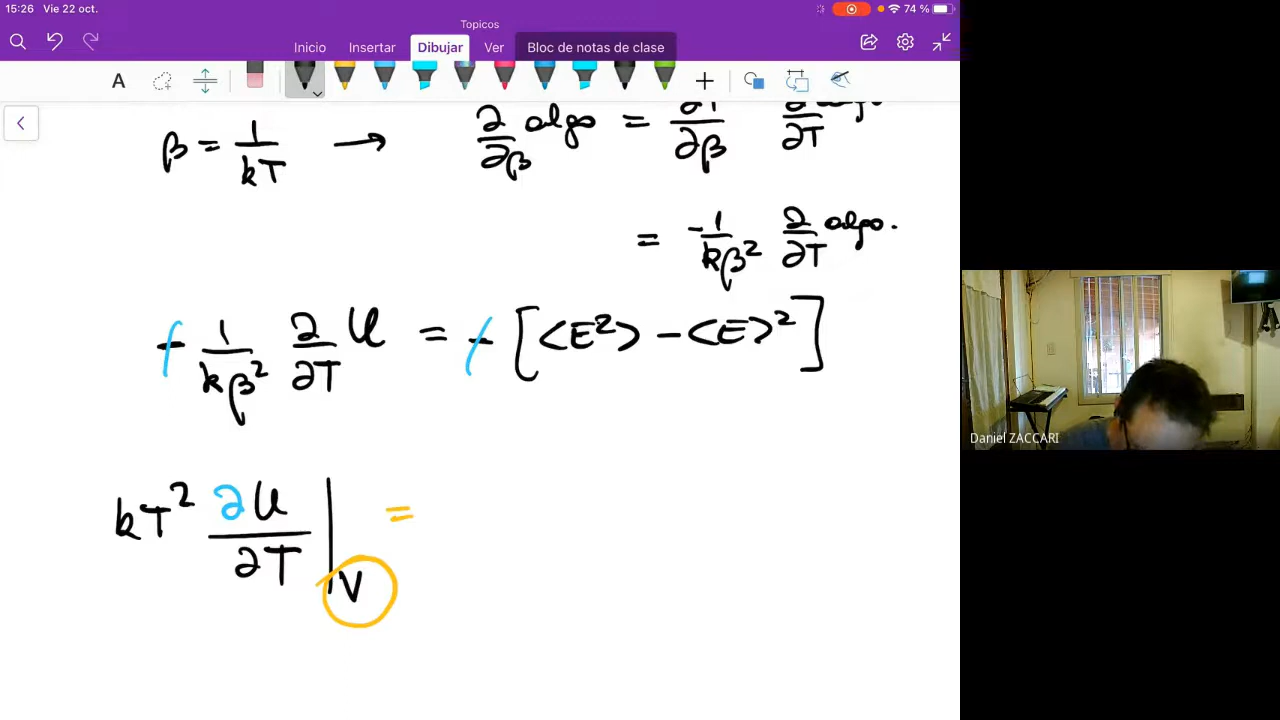 15:26 Vie 22 oct.
74 %
Topicos
Inicio Insertar Dibujar Ver Bloc de notas de clase
A
β = 1/kT → ∂/∂β algo = ∂T/∂β ∂/∂T algo
= -1/kβ² ∂/∂T algo.
- 1/kβ² ∂/∂T U = - [<E²> - <E>²]
kT² ∂U/∂T |V =
Daniel ZACCARI